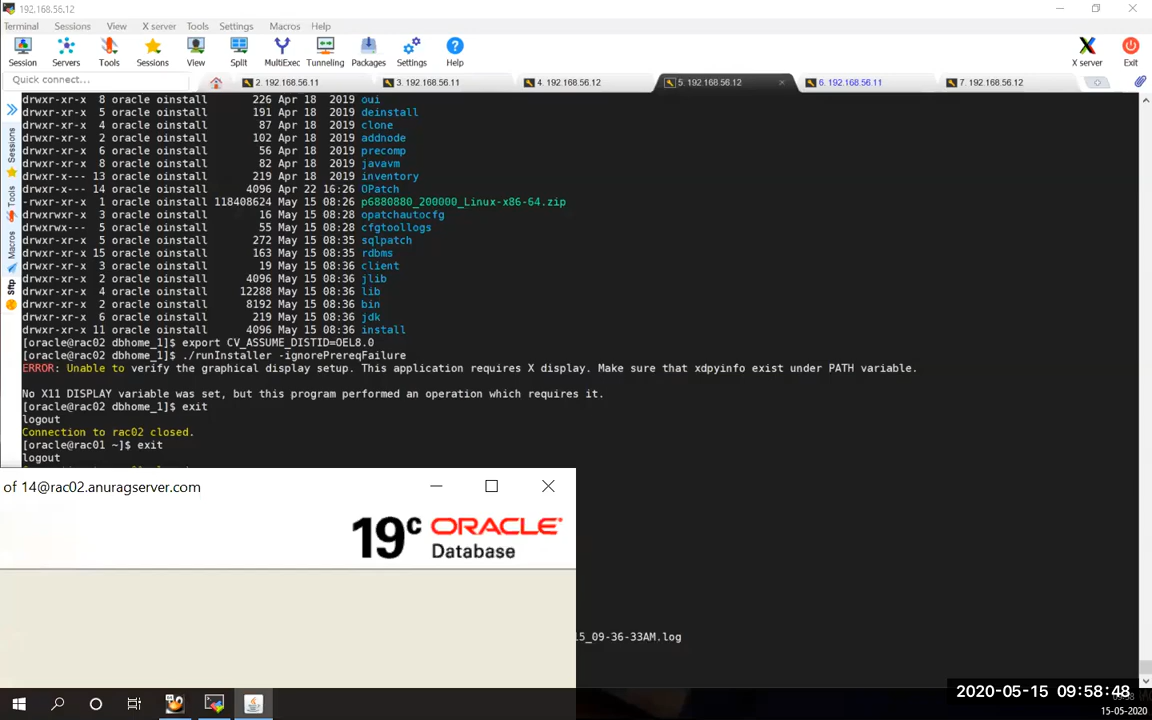 192.168.56.12
Terminal Sessions View X server Tools Settings Macros Help
Session Servers Tools Sessions View Split MultiExec Tunneling Packages Settings Help X server Exit
Quick connect...
2. 192.168.56.11 3. 192.168.56.11 4. 192.168.56.12 5. 192.168.56.12 6. 192.168.56.11 7. 192.168.56.12
Sessions
Tools
Macros
Sftp
drwxr-xr-x 8 oracle oinstall 226 Apr 18 2019 oui
drwxr-xr-x 5 oracle oinstall 191 Apr 18 2019 deinstall
drwxr-xr-x 4 oracle oinstall 87 Apr 18 2019 clone
drwxr-xr-x 2 oracle oinstall 102 Apr 18 2019 addnode
drwxr-xr-x 6 oracle oinstall 56 Apr 18 2019 precomp
drwxr-xr-x 8 oracle oinstall 82 Apr 18 2019 javavm
drwxr-x--- 13 oracle oinstall 219 Apr 18 2019 inventory
drwxr-x--- 14 oracle oinstall 4096 Apr 22 16:26 OPatch
-rwxr-xr-x 1 oracle oinstall 118408624 May 15 08:26 p6880880_200000_Linux-x86-64.zip
drwxrwxr-x 3 oracle oinstall 16 May 15 08:28 opatchautocfg
drwxrwx--- 5 oracle oinstall 55 May 15 08:28 cfgtoollogs
drwxr-xr-x 5 oracle oinstall 272 May 15 08:35 sqlpatch
drwxr-xr-x 15 oracle oinstall 163 May 15 08:35 rdbms
drwxr-xr-x 3 oracle oinstall 19 May 15 08:36 client
drwxr-xr-x 2 oracle oinstall 4096 May 15 08:36 jlib
drwxr-xr-x 4 oracle oinstall 12288 May 15 08:36 lib
drwxr-xr-x 2 oracle oinstall 8192 May 15 08:36 bin
drwxr-xr-x 6 oracle oinstall 219 May 15 08:36 jdk
drwxr-xr-x 11 oracle oinstall 4096 May 15 08:36 install
[oracle@rac02 dbhome_1]$ export CV_ASSUME_DISTID=OEL8.0
[oracle@rac02 dbhome_1]$ ./runInstaller -ignorePrereqFailure
ERROR: Unable to verify the graphical display setup. This application requires X display. Make sure that xdpyinfo exist under PATH variable.
No X11 DISPLAY variable was set, but this program performed an operation which requires it.
[oracle@rac02 dbhome_1]$ exit
logout
Connection to rac02 closed.
[oracle@rac01 ~]$ exit
logout
of 14@rac02.anuragserver.com
19c ORACLE
Database
15_09-36-33AM.log
2020-05-15 09:58:48
15-05-2020